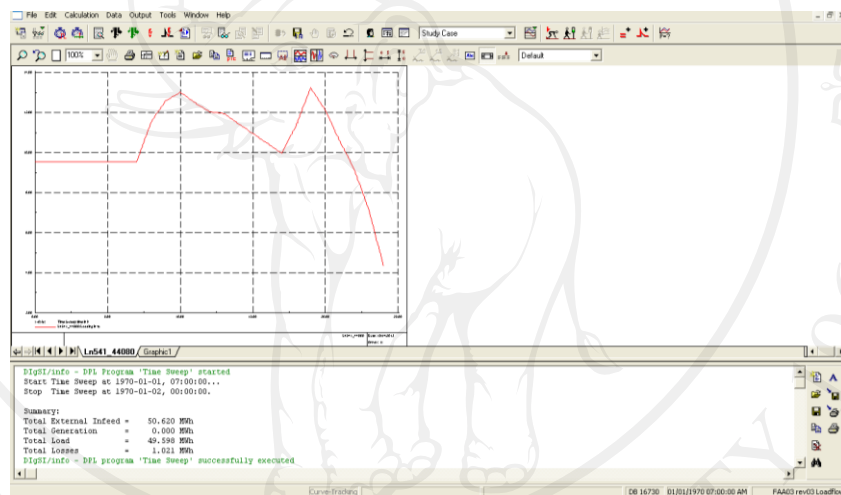 File Edit Calculation Data Output Tools Window Help
Study Case
100%
Default
Ln541_44080 Graphic1
DIgSI/info - DPL Program 'Time Sweep' started
Start Time Sweep at 1970-01-01, 07:00:00...
Stop Time Sweep at 1970-01-02, 00:00:00.
Summary:
Total External Infeed = 50.620 MWh
Total Generation = 0.000 MWh
Total Load = 49.598 MWh
Total Losses = 1.021 MWh
DIgSI/info - DPL program 'Time Sweep' successfully executed
Curve-Tracking
DB 16730 01/01/1970 07:00:00 AM FAA03 rev03 Loadflow